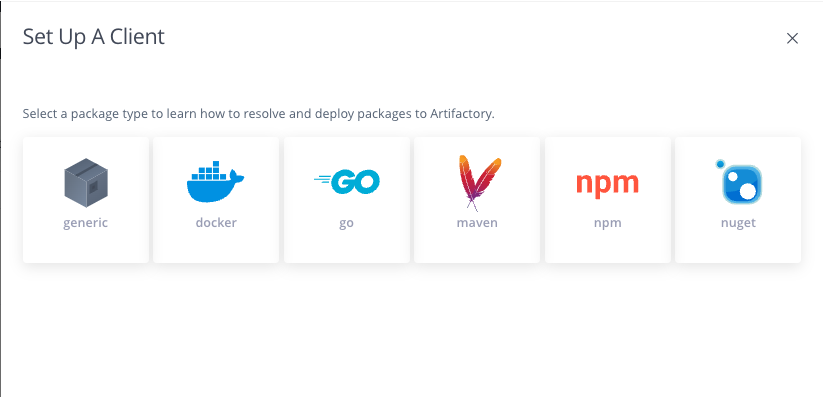 Set Up A Client
Select a package type to learn how to resolve and deploy packages to Artifactory.
GO npm
generic docker go maven npm nuget